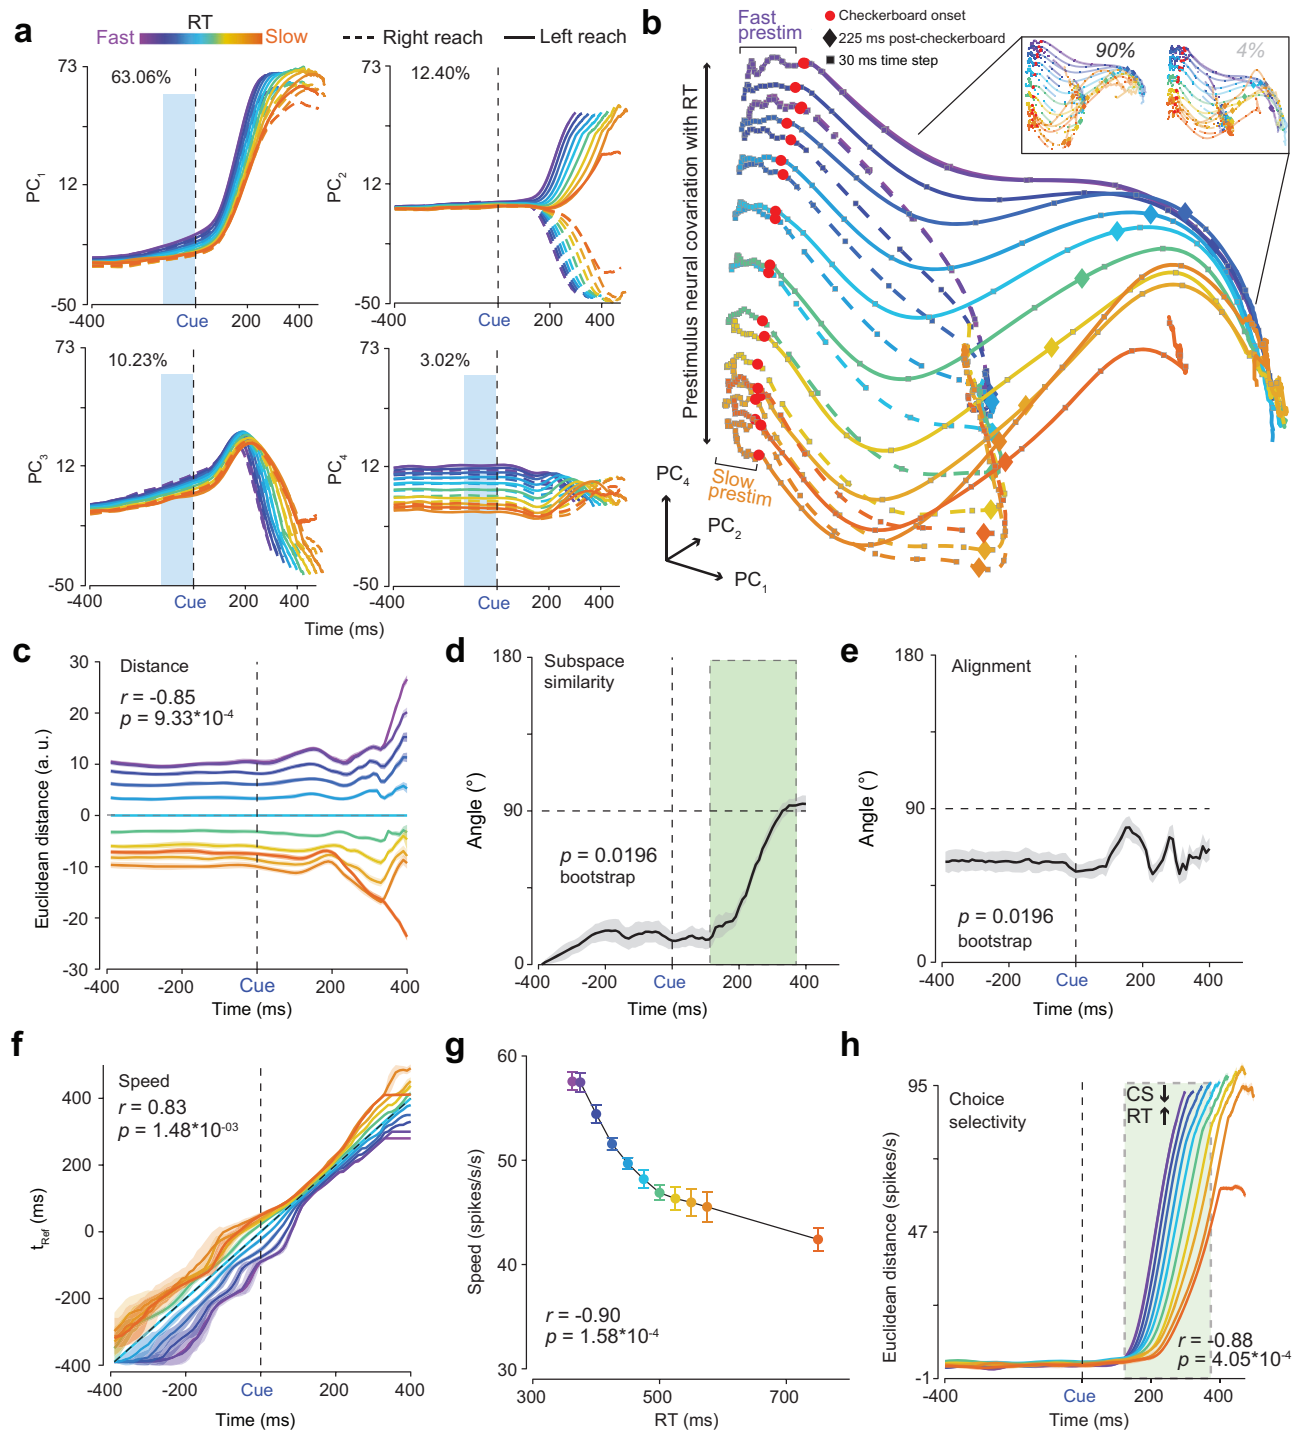 a
RT
Fast
Slow
Right reach
Left reach
73
63.06%
PC1
12
-50
-400
Cue
200
400
73
12.40%
PC2
12
-50
-400
Cue
200
400
73
10.23%
PC3
12
-50
-400
Cue
200
400
73
3.02%
PC4
12
-50
-400
Cue
200
400
Time (ms)
b
Fast
prestim
Checkerboard onset
225 ms post-checkerboard
30 ms time step
90%
4%
Prestimulus neural covariation with RT
Slow
prestim
PC4
PC2
PC1
c
Distance
r = -0.85
p = 9.33*10-4
Euclidean distance (a. u.)
30
20
10
0
-10
-20
-30
-400
-200
Cue
200
400
Time (ms)
d
Subspace
similarity
180
Angle (°)
90
p = 0.0196
bootstrap
0
-400
-200
Cue
200
400
Time (ms)
e
Alignment
180
Angle (°)
90
p = 0.0196
bootstrap
0
-400
-200
Cue
200
400
Time (ms)
f
Speed
r = 0.83
p = 1.48*10-03
tRef (ms)
400
200
0
-200
-400
-400
-200
Cue
200
400
Time (ms)
g
60
50
40
30
Speed (spikes/s/s)
r = -0.90
p = 1.58*10-4
300
500
700
RT (ms)
h
Choice
selectivity
CS ↓
RT ↑
95
47
-1
Euclidean distance (spikes/s)
r = -0.88
p = 4.05*10-4
-400
-200
Cue
200
400
Time (ms)